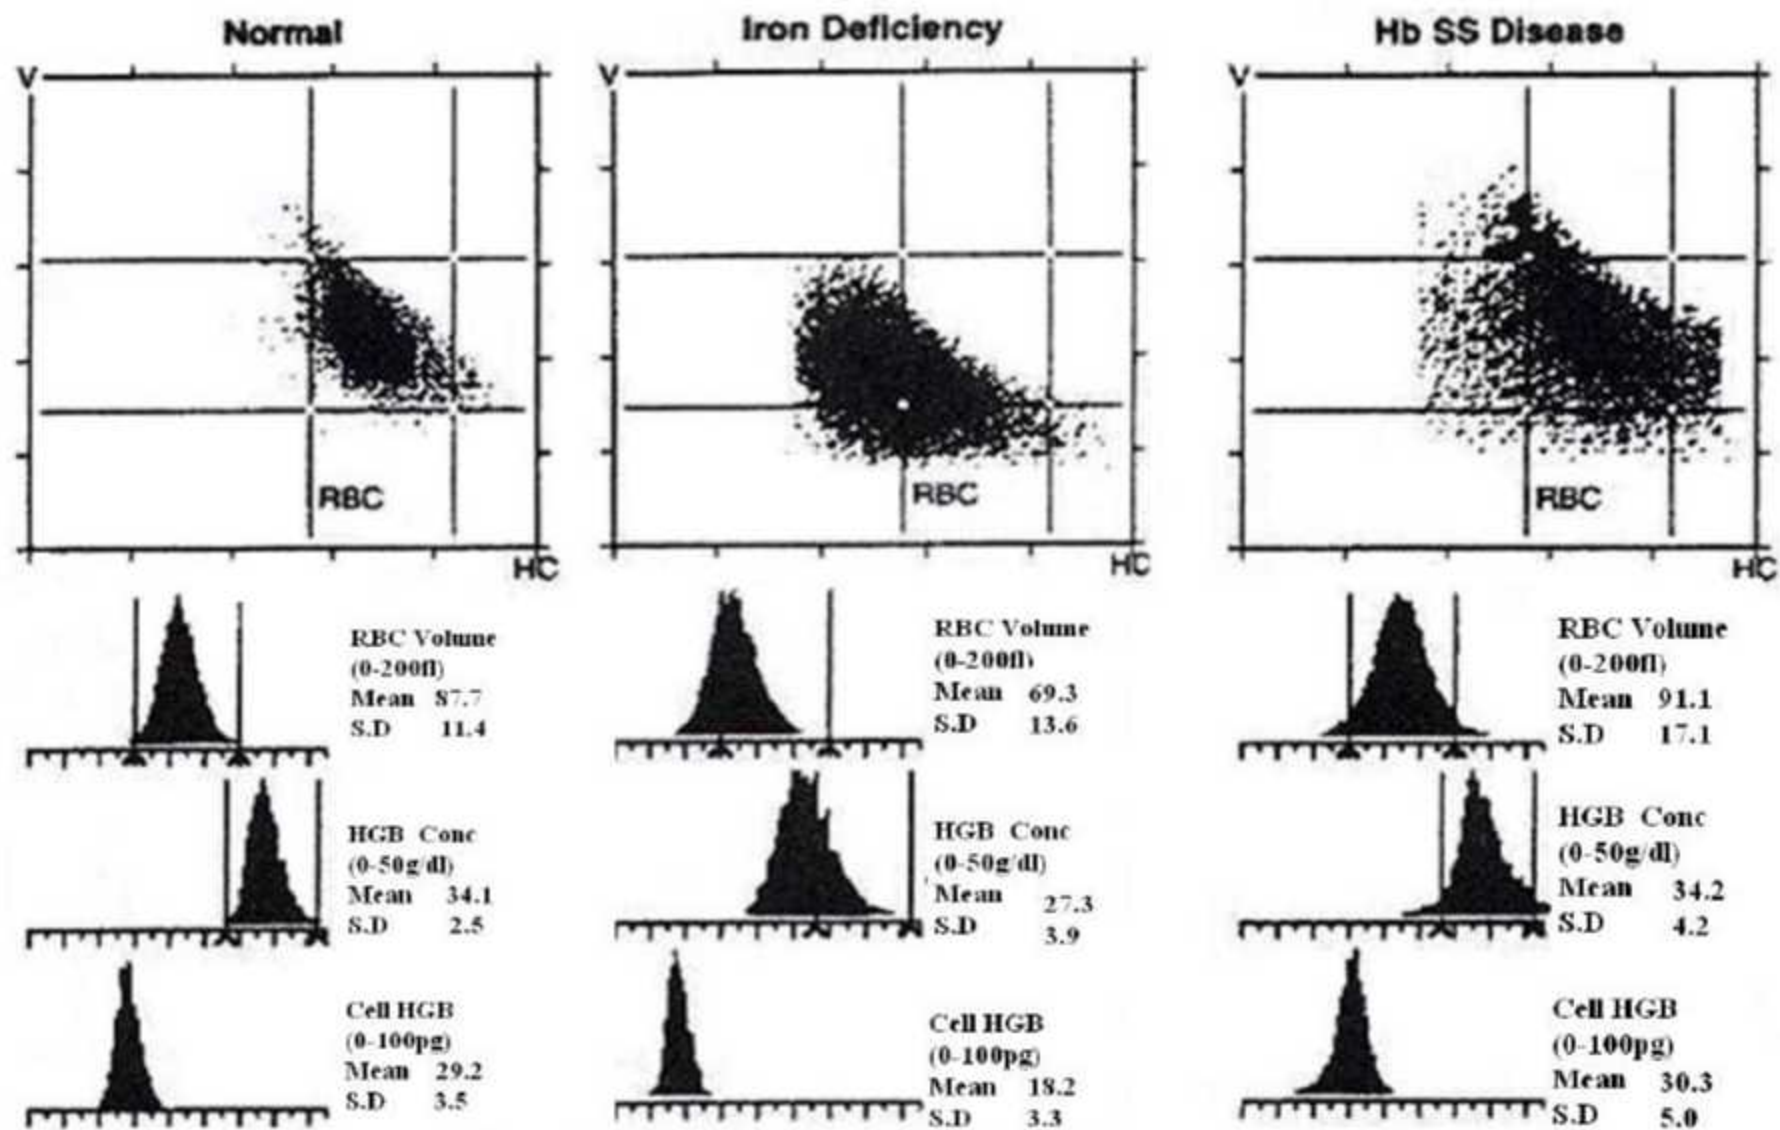 Normal
V
RBC
HC
RBC Volume
(0-200fl)
Mean 87.7
S.D 11.4
HGB Conc
(0-50g/dl)
Mean 34.1
S.D 2.5
Cell HGB
(0-100pg)
Mean 29.2
S.D 3.5
Iron Deficiency
V
RBC
HC
RBC Volume
(0-200fl)
Mean 69.3
S.D 13.6
HGB Conc
(0-50g/dl)
Mean 27.3
S.D 3.9
Cell HGB
(0-100pg)
Mean 18.2
S.D 3.3
Hb SS Disease
V
RBC
HC
RBC Volume
(0-200fl)
Mean 91.1
S.D 17.1
HGB Conc
(0-50g/dl)
Mean 34.2
S.D 4.2
Cell HGB
(0-100pg)
Mean 30.3
S.D 5.0